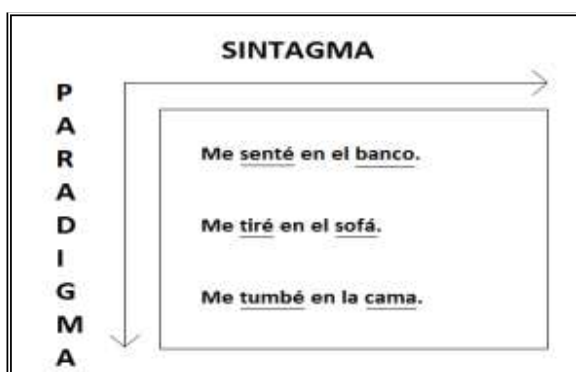 SINTAGMA
PARADIGMA
Me senté en el banco.
Me tiré en el sofá.
Me tumbé en la cama.